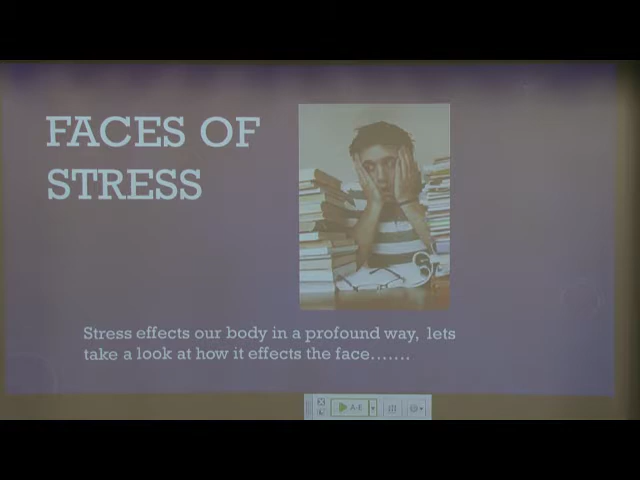 FACES OF
STRESS
Stress effects our body in a profound way, lets
take a look at how it effects the face.......
A-E